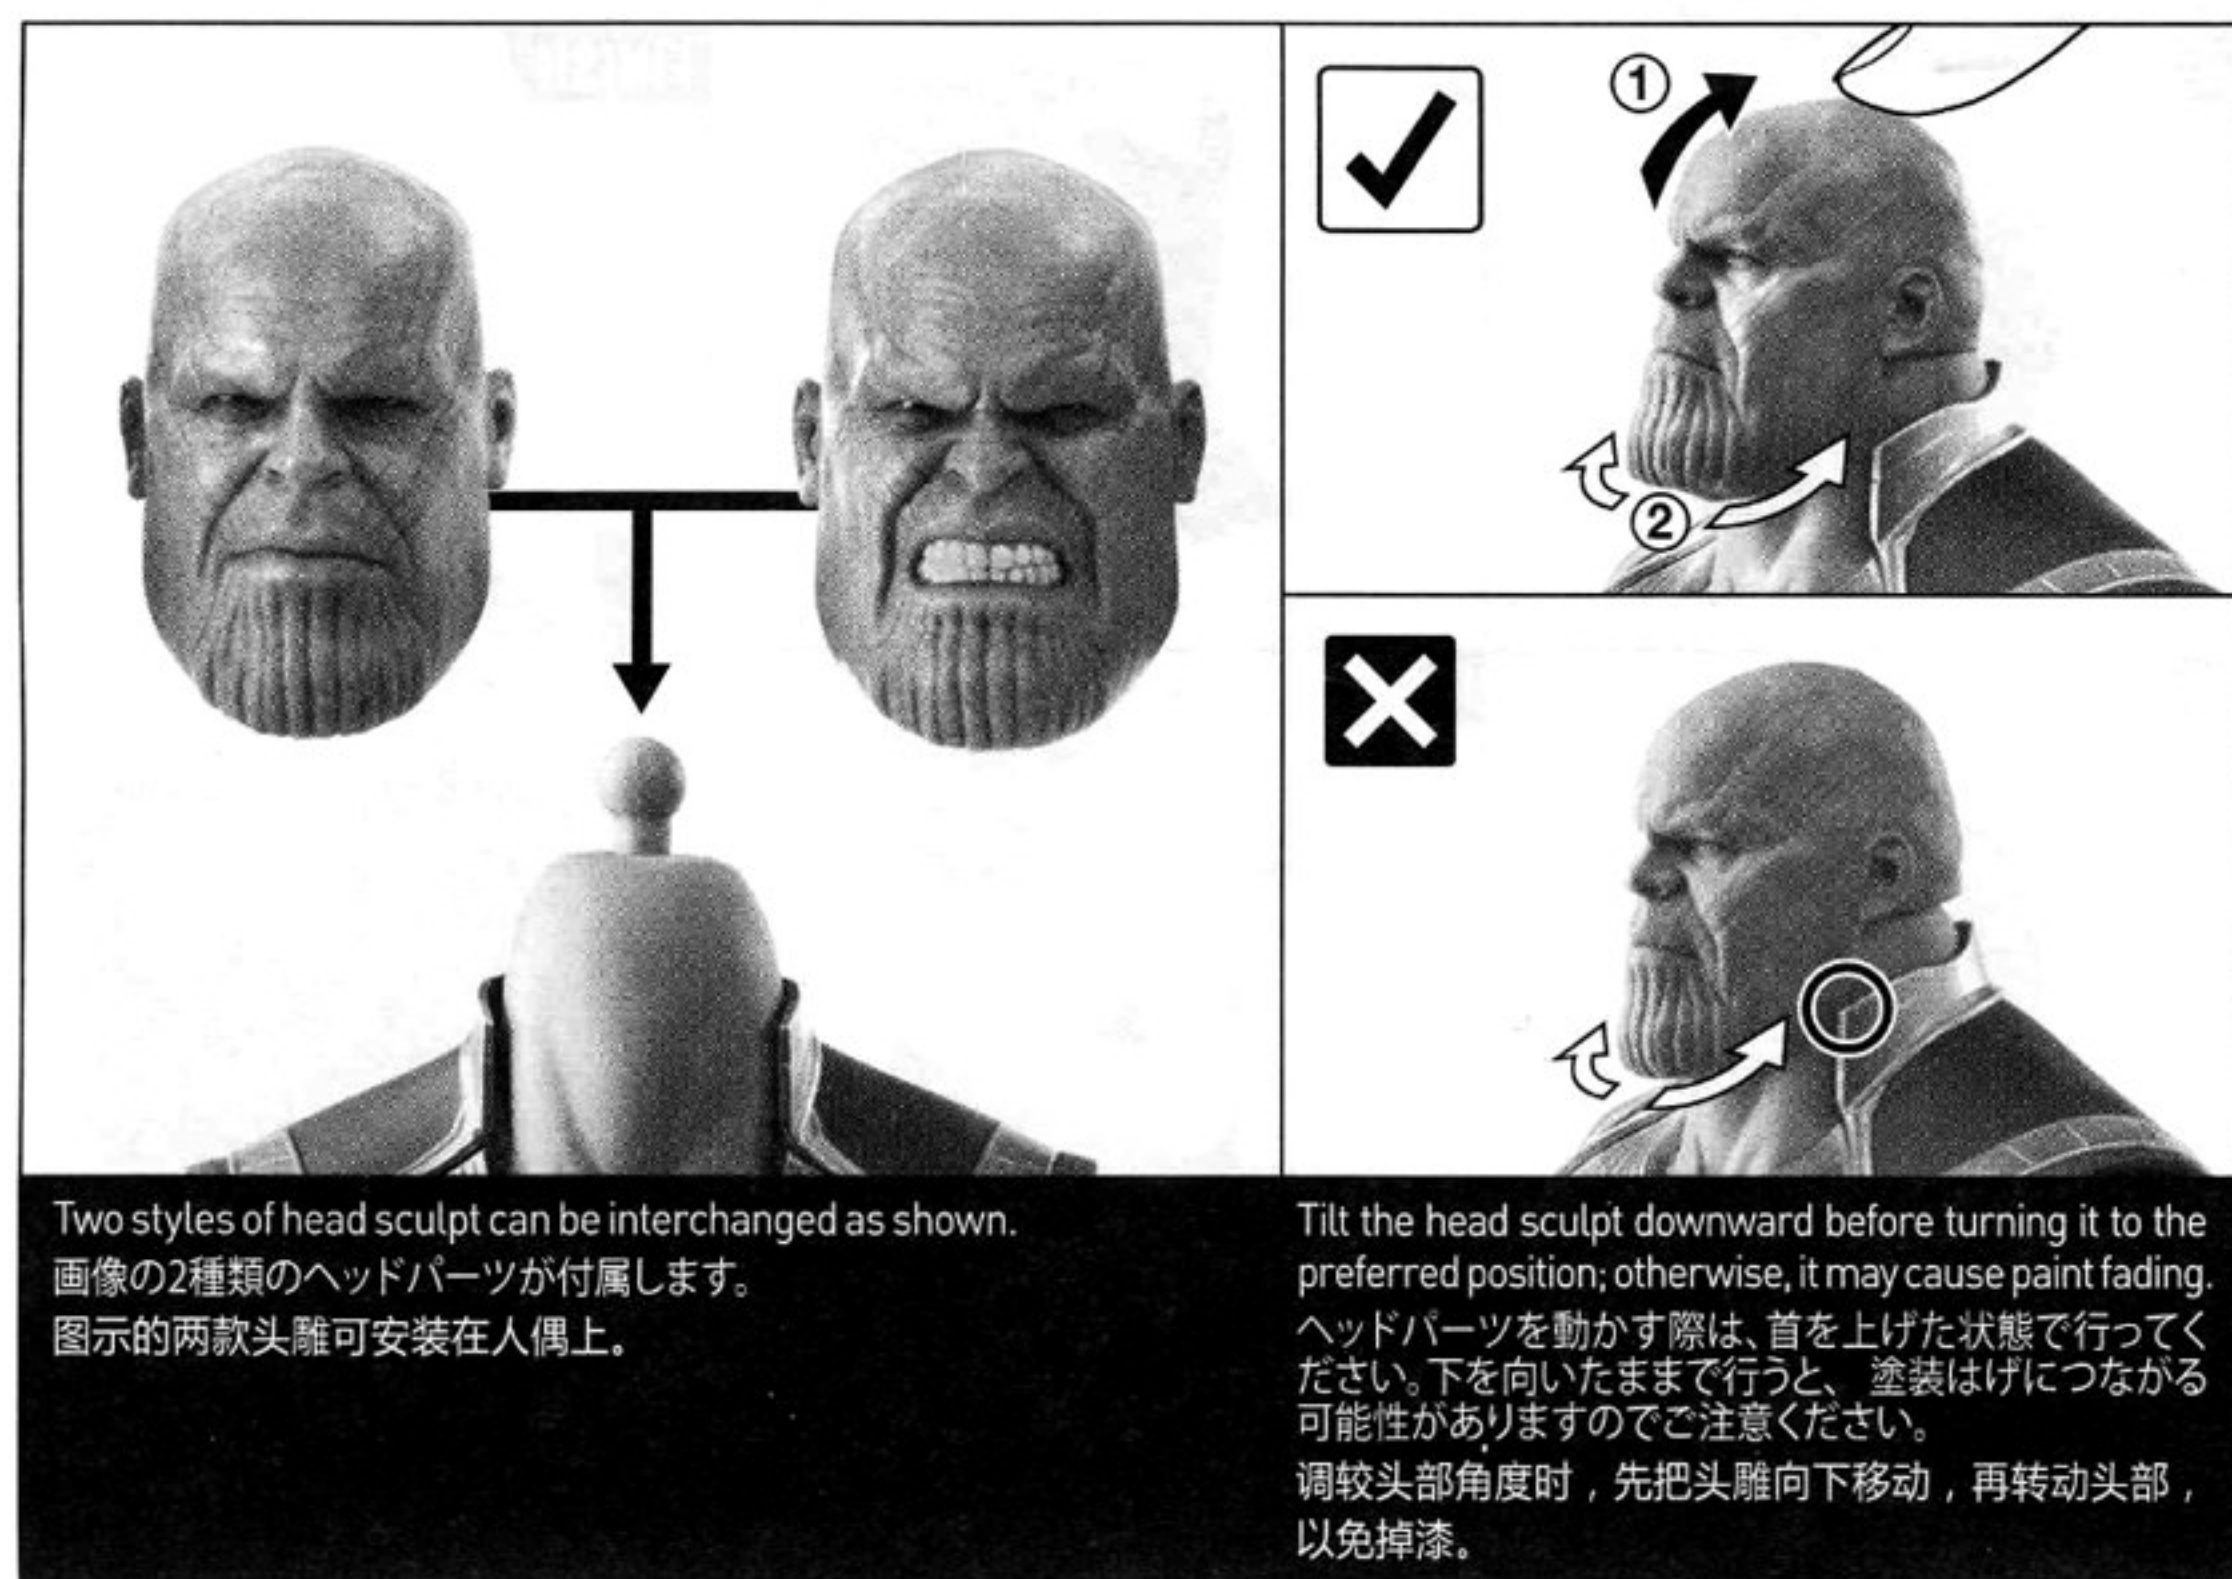 ①
②
Two styles of head sculpt can be interchanged as shown.
画像の2種類のヘッドパーツが付属します。
图示的两款头雕可安装在人偶上。
Tilt the head sculpt downward before turning it to the
preferred position; otherwise, it may cause paint fading.
ヘッドパーツを動かす際は、首を上げた状態で行ってく
ださい。下を向いたままで行うと、 塗装はげにつながる
可能性がありますのでご注意ください。
调较头部角度时，先把头雕向下移动，再转动头部，
以免掉漆。